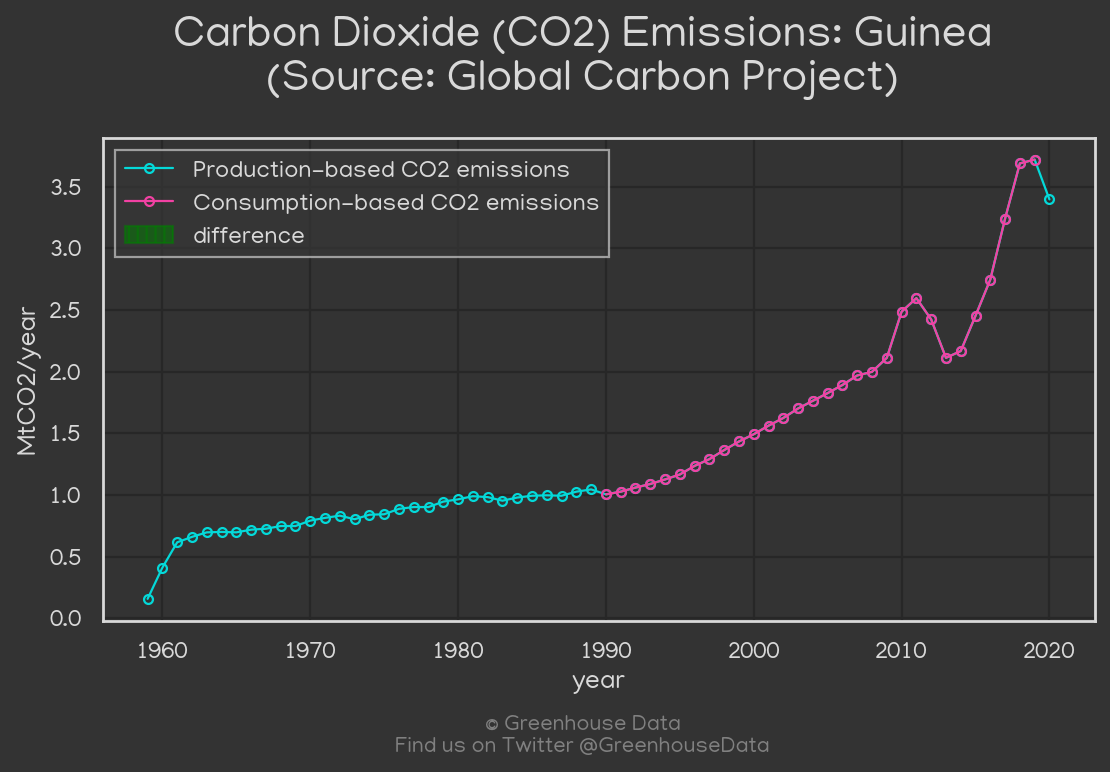 Carbon Dioxide (CO2) Emissions: Guinea
(Source: Global Carbon Project)
Production-based CO2 emissions
Consumption-based CO2 emissions
difference
MtCO2/year
3.5
3.0
2.5
2.0
1.5
1.0
0.5
0.0
1960 1970 1980 1990 2000 2010 2020
year
© Greenhouse Data
Find us on Twitter @GreenhouseData